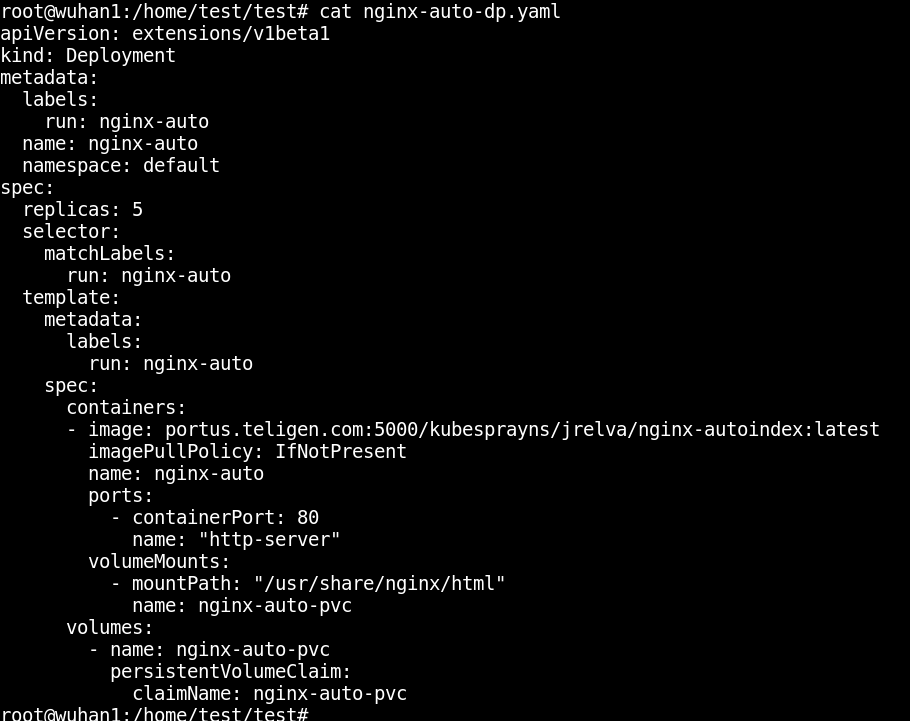 root@wuhan1:/home/test/test# cat nginx-auto-dp.yaml
apiVersion: extensions/v1beta1
kind: Deployment
metadata:
  labels:
    run: nginx-auto
  name: nginx-auto
  namespace: default
spec:
  replicas: 5
  selector:
    matchLabels:
      run: nginx-auto
  template:
    metadata:
      labels:
        run: nginx-auto
    spec:
      containers:
      - image: portus.teligen.com:5000/kubesprayns/jrelva/nginx-autoindex:latest
        imagePullPolicy: IfNotPresent
        name: nginx-auto
        ports:
          - containerPort: 80
            name: "http-server"
        volumeMounts:
          - mountPath: "/usr/share/nginx/html"
            name: nginx-auto-pvc
      volumes:
        - name: nginx-auto-pvc
          persistentVolumeClaim:
            claimName: nginx-auto-pvc
root@wuhan1:/home/test/test#